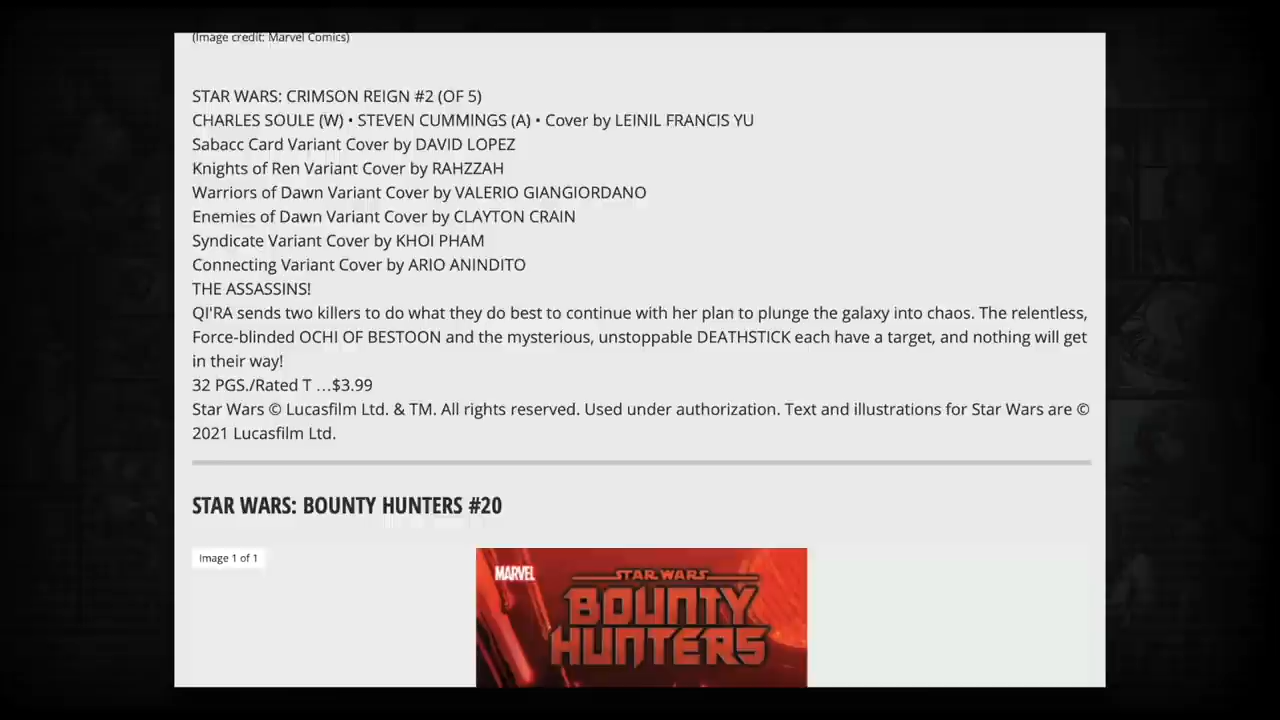 (Image credit: Marvel Comics)
STAR WARS: CRIMSON REIGN #2 (OF 5)
CHARLES SOULE (W) • STEVEN CUMMINGS (A) • Cover by LEINIL FRANCIS YU
Sabacc Card Variant Cover by DAVID LOPEZ
Knights of Ren Variant Cover by RAHZZAH
Warriors of Dawn Variant Cover by VALERIO GIANGIORDANO
Enemies of Dawn Variant Cover by CLAYTON CRAIN
Syndicate Variant Cover by KHOI PHAM
Connecting Variant Cover by ARIO ANINDITO
THE ASSASSINS!
QI'RA sends two killers to do what they do best to continue with her plan to plunge the galaxy into chaos. The relentless,
Force-blinded OCHI OF BESTOON and the mysterious, unstoppable DEATHSTICK each have a target, and nothing will get
in their way!
32 PGS./Rated T …$3.99
Star Wars © Lucasfilm Ltd. & TM. All rights reserved. Used under authorization. Text and illustrations for Star Wars are ©
2021 Lucasfilm Ltd.
STAR WARS: BOUNTY HUNTERS #20
Image 1 of 1
MARVEL
STAR WARS
BOUNTY
HUNTERS